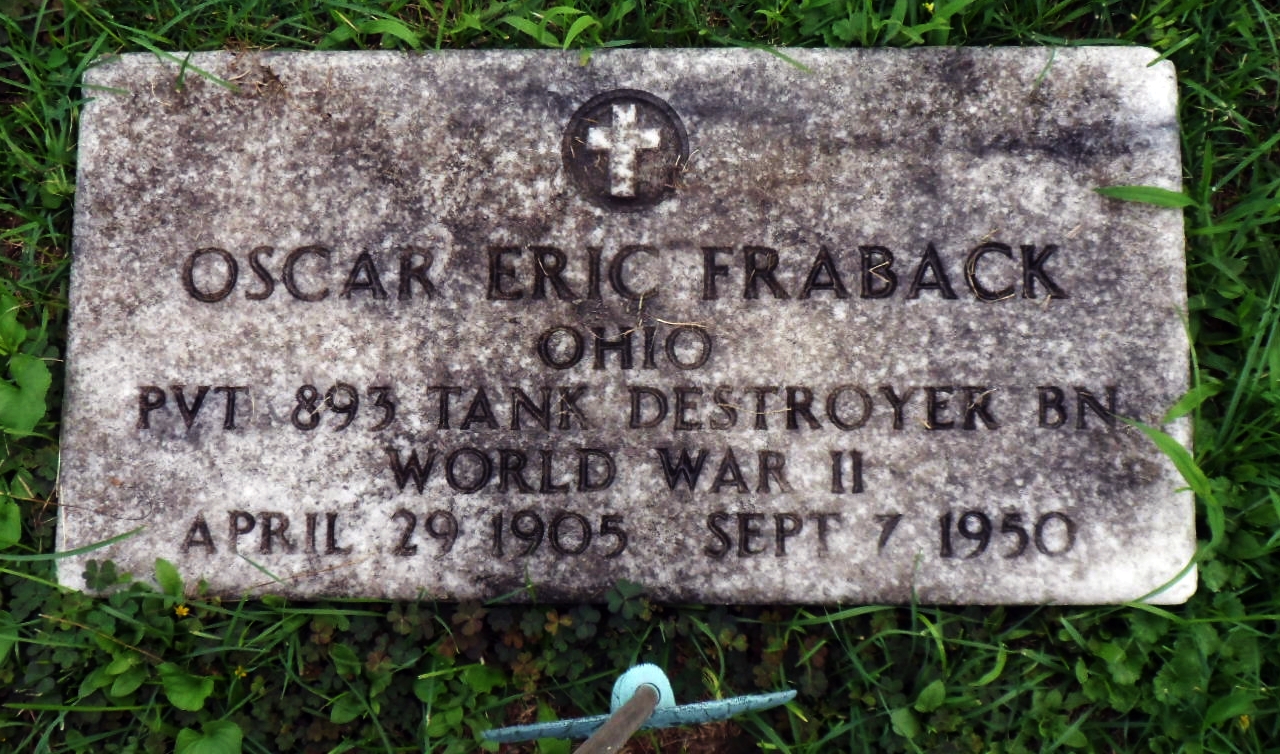 OSCAR ERIC FRABACK
OHIO
PVT 893 TANK DESTROYER BN
WORLD WAR II
APRIL 29 1905 SEPT 7 1950